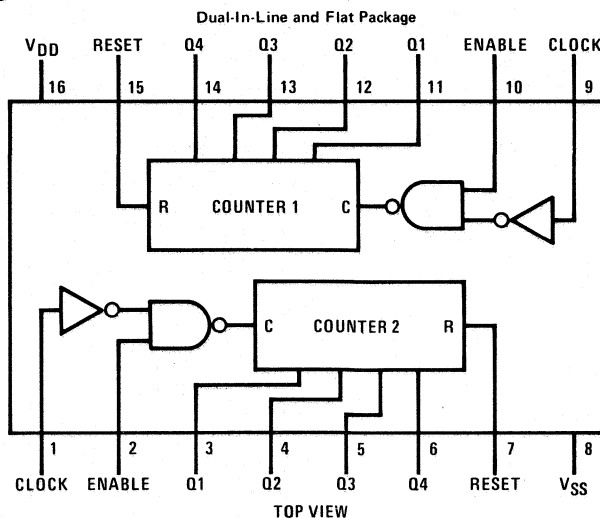 Dual-In-Line and Flat Package
VDD RESET Q4 Q3 Q2 Q1 ENABLE CLOCK
16 15 14 13 12 11 10 9
R COUNTER 1 C
C COUNTER 2 R
1 2 3 4 5 6 7 8
CLOCK ENABLE Q1 Q2 Q3 Q4 RESET VSS
TOP VIEW